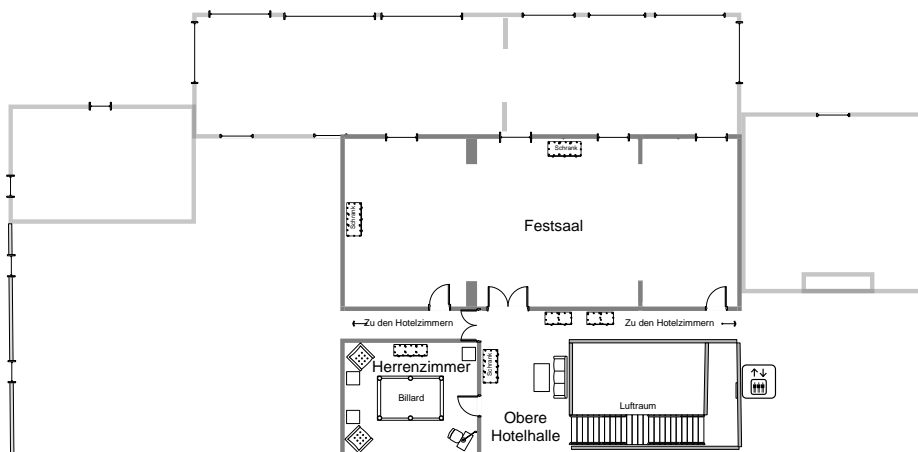 Schrank
Schrank
Festsaal
Zu den Hotelzimmern
Zu den Hotelzimmern
Herrenzimmer
Schrank
Billard
Luftraum
Obere
Hotelhalle